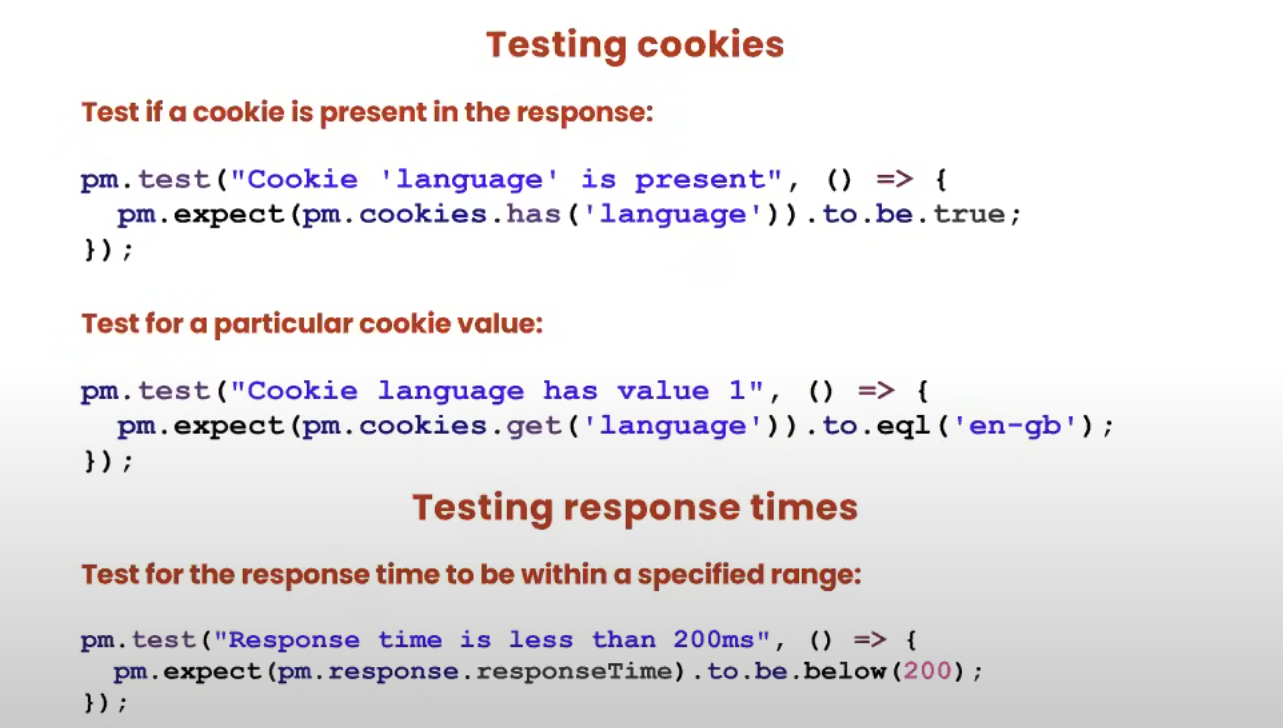 Testing cookies
Test if a cookie is present in the response:
pm.test("Cookie 'language' is present", () => {
  pm.expect(pm.cookies.has('language')).to.be.true;
});
Test for a particular cookie value:
pm.test("Cookie language has value 1", () => {
  pm.expect(pm.cookies.get('language')).to.eql('en-gb');
});
Testing response times
Test for the response time to be within a specified range:
pm.test("Response time is less than 200ms", () => {
  pm.expect(pm.response.responseTime).to.be.below(200);
});